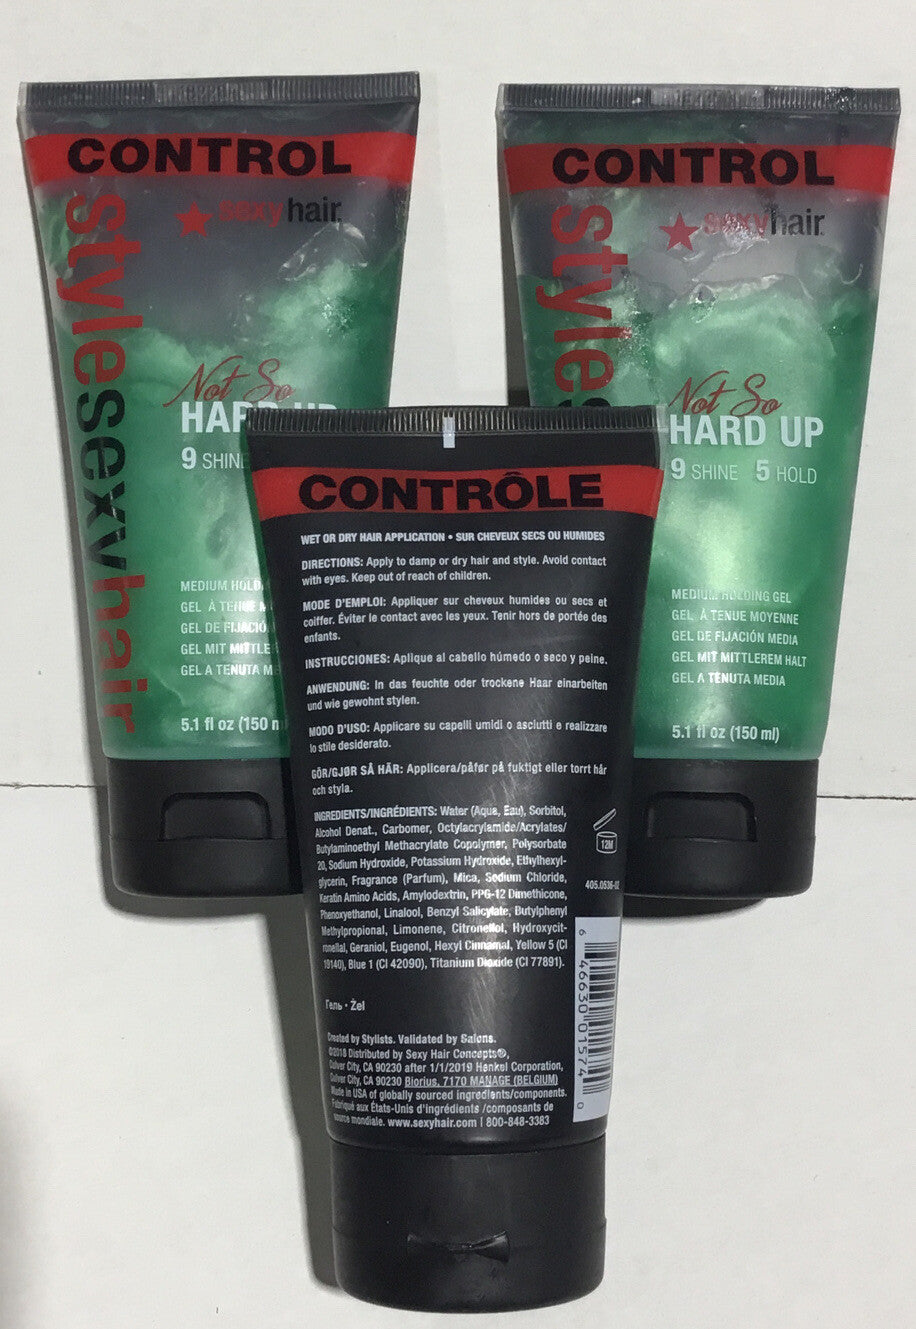 CONTROL
sexyhair.
stylesexyhair
Not So
HARD UP
9 SHINE
MEDIUM HOLD
GEL À TENUE M
GEL DE FIJACIÓN
GEL MIT MITTLE
GEL A TENUTA ME
5.1 fl oz (150 ml
CONTROL
sexyhair.
styles
Not So
HARD UP
9 SHINE 5 HOLD
MEDIUM HOLDING GEL
GEL À TENUE MOYENNE
GEL DE FIJACIÓN MEDIA
GEL MIT MITTLEREM HALT
GEL A TENUTA MEDIA
5.1 fl oz (150 ml)
CONTRÔLE
WET OR DRY HAIR APPLICATION • SUR CHEVEUX SECS OU HUMIDES
DIRECTIONS: Apply to damp or dry hair and style. Avoid contact
with eyes. Keep out of reach of children.
MODE D'EMPLOI: Appliquer sur cheveux humides ou secs et
coiffer. Éviter le contact avec les yeux. Tenir hors de portée des
enfants.
INSTRUCCIONES: Aplique al cabello húmedo o seco y peine.
ANWENDUNG: In das feuchte oder trockene Haar einarbeiten
und wie gewohnt stylen.
MODO D'USO: Applicare su capelli umidi o asciutti e realizzare
lo stile desiderato.
GÖR/GJØR SÅ HÄR: Applicera/påfør på fuktigt eller torrt hår
och styla.
INGREDIENTS/INGRÉDIENTS: Water (Aqua, Eau), Sorbitol,
Alcohol Denat., Carbomer, Octylacrylamide/Acrylates/
Butylaminoethyl Methacrylate Copolymer, Polysorbate
20, Sodium Hydroxide, Potassium Hydroxide, Ethylhexyl-
glycerin, Fragrance (Parfum), Mica, Sodium Chloride,
Keratin Amino Acids, Amylodextrin, PPG-12 Dimethicone,
Phenoxyethanol, Linalool, Benzyl Salicylate, Butylphenyl
Methylpropional, Limonene, Citronellol, Hydroxycit-
ronellal, Geraniol, Eugenol, Hexyl Cinnamal, Yellow 5 (CI
19140), Blue 1 (CI 42090), Titanium Dioxide (CI 77891).
12M
405.0536-02
Гель • Žel
Created by Stylists. Validated by Salons.
©2018 Distributed by Sexy Hair Concepts®,
Culver City, CA 90230 after 1/1/2019 Henkel Corporation,
Culver City, CA 90230 Biorius, 7170 MANAGE (BELGIUM)
Made in USA of globally sourced ingredients/components.
Fabriqué aux États-Unis d'ingrédients /composants de
source mondiale. www.sexyhair.com | 800-848-3383
6 46630 01574 0